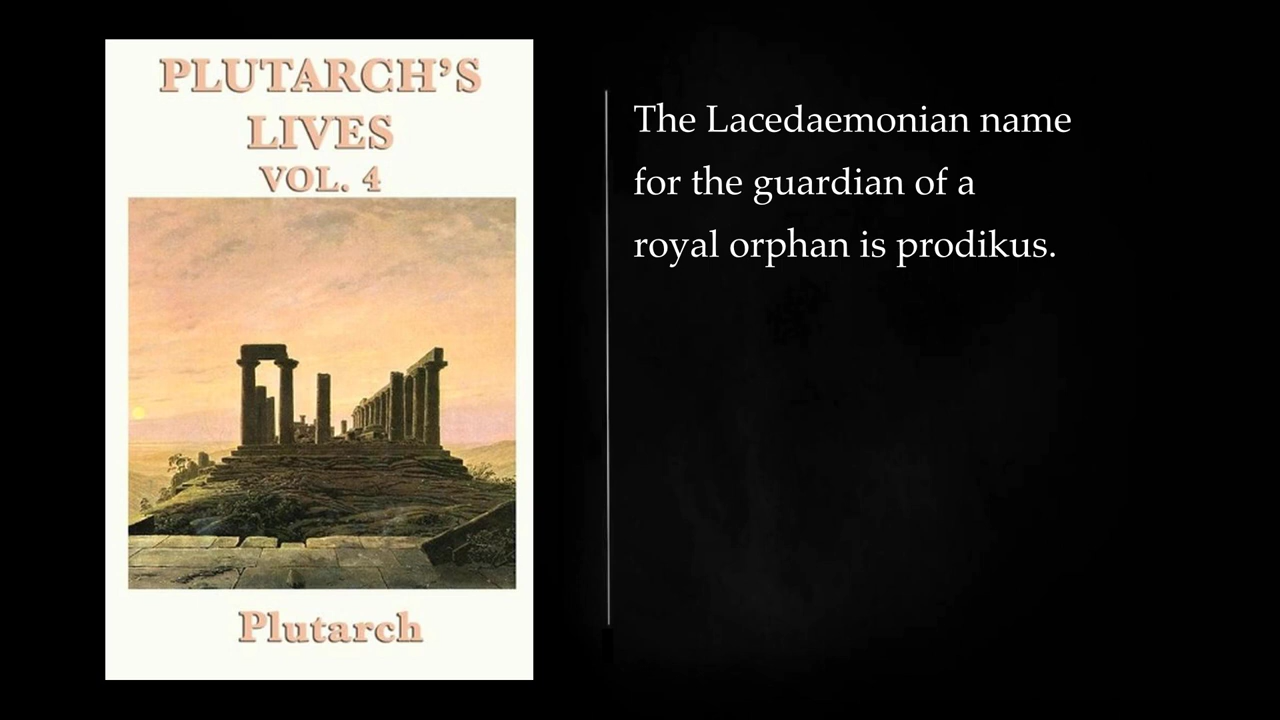 PLUTARCH'S
LIVES
VOL. 4
Plutarch
The Lacedaemonian name
for the guardian of a
royal orphan is prodikus.